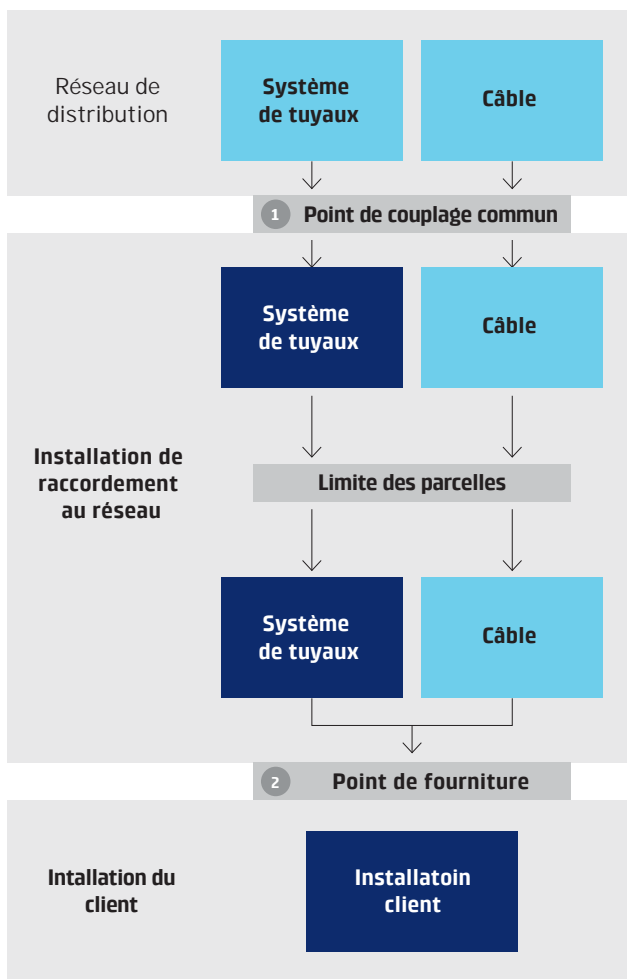 Réseau de
distribution
Système
de tuyaux
Câble
1 Point de couplage commun
Installation de
raccordement
au réseau
Système
de tuyaux
Câble
Limite des parcelles
Système
de tuyaux
Câble
2 Point de fourniture
Intallation du
client
Installatoin
client